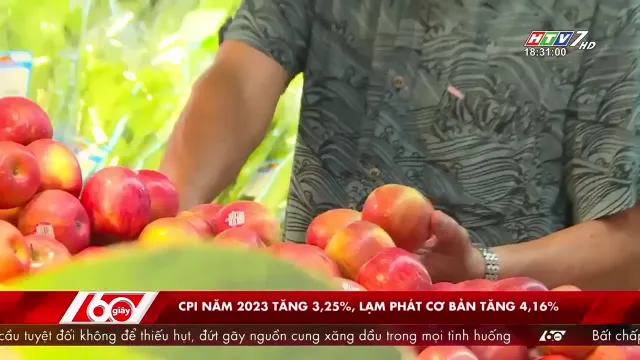 HTV7 HD
18:31:00
60 giây
CPI NĂM 2023 TĂNG 3,25%, LẠM PHÁT CƠ BẢN TĂNG 4,16%
cầu tuyệt đối không để thiếu hụt, đứt gãy nguồn cung xăng dầu trong mọi tình huống 60 Bất chấ